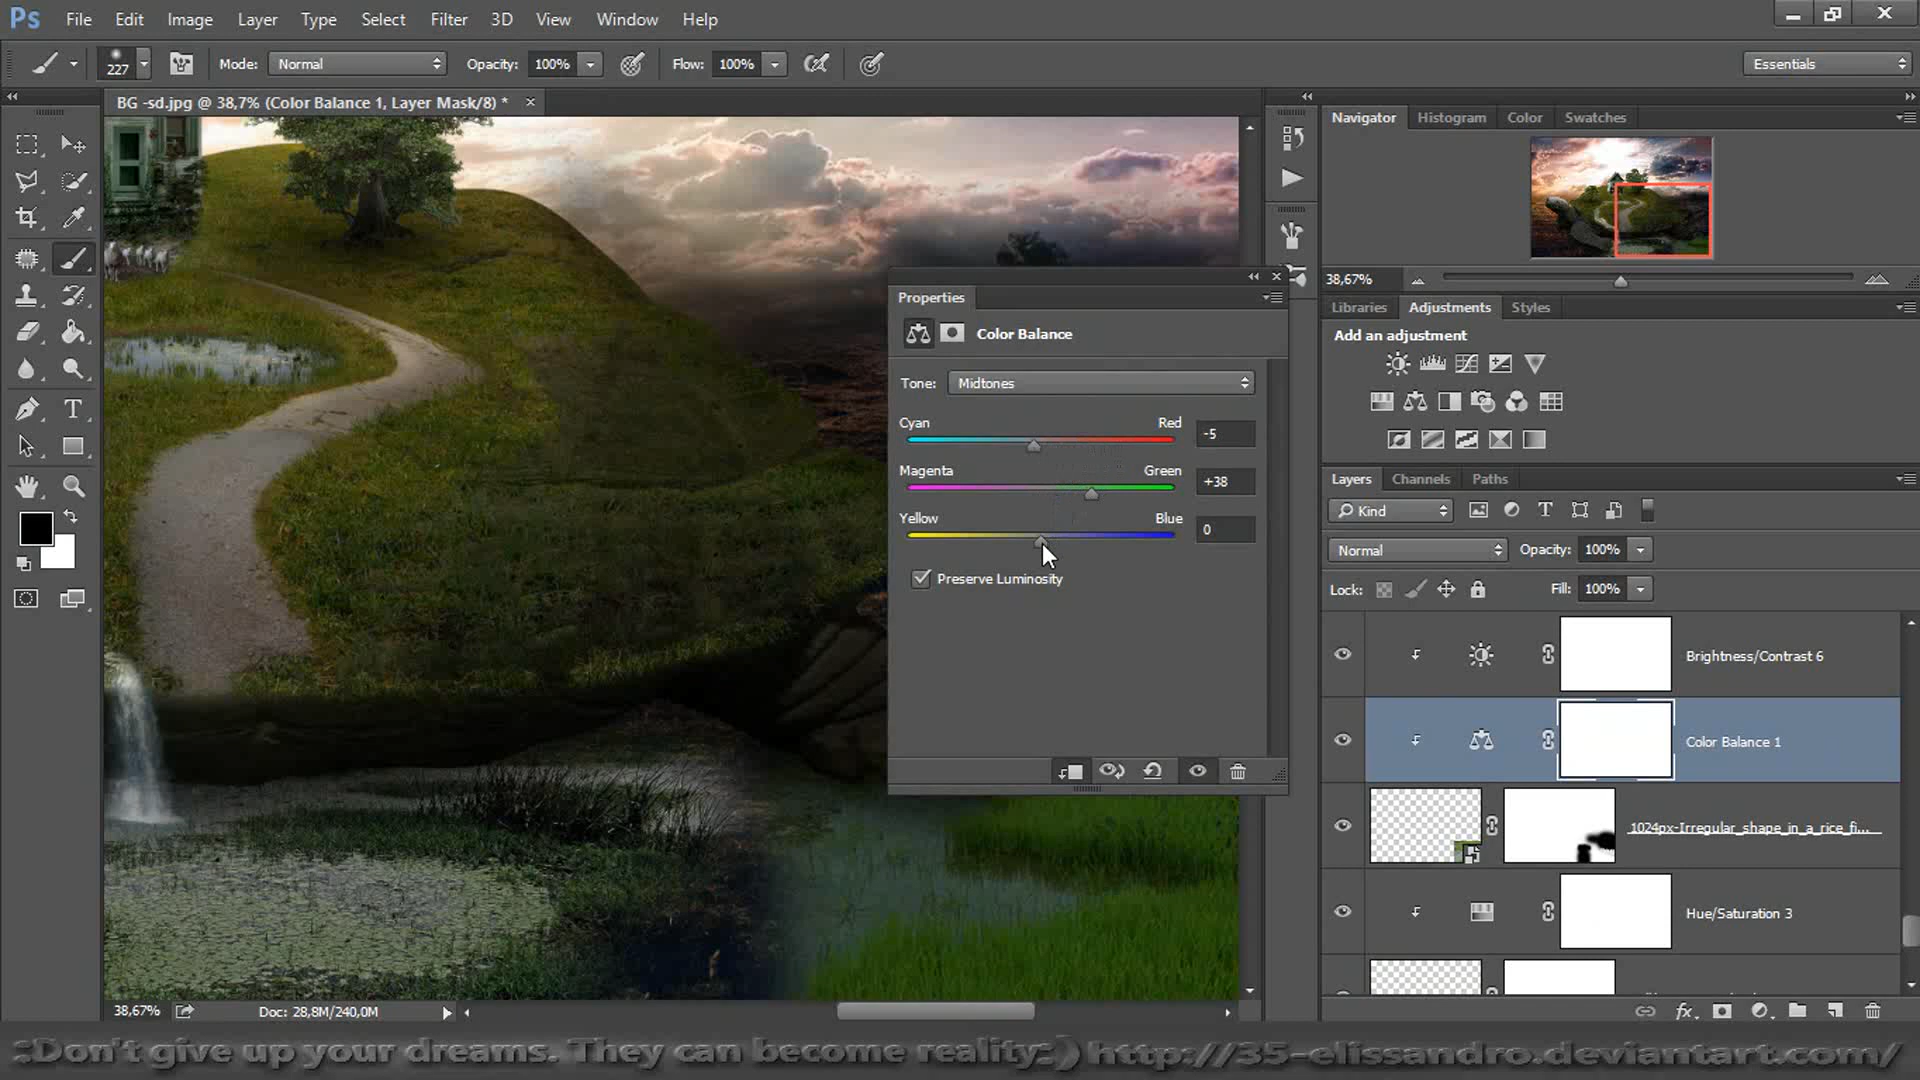 Ps File Edit Image Layer Type Select Filter 3D View Window Help
227 Mode: Normal Opacity: 100% Flow: 100% Essentials
BG -sd.jpg @ 38,7% (Color Balance 1, Layer Mask/8) *
Navigator Histogram Color Swatches
38,67%
Libraries Adjustments Styles
Add an adjustment
Properties
Color Balance
Tone: Midtones
Cyan Red -5
Magenta Green +38
Yellow Blue 0
Preserve Luminosity
Layers Channels Paths
Kind
Normal Opacity: 100%
Lock: Fill: 100%
Brightness/Contrast 6
Color Balance 1
1024px-Irregular_shape_in_a_rice_fi...
Hue/Saturation 3
38,67% Doc: 28,8M/240,0M
::Don't give up your dreams. They can become reality:;) http://35-elissandro.deviantart.com/